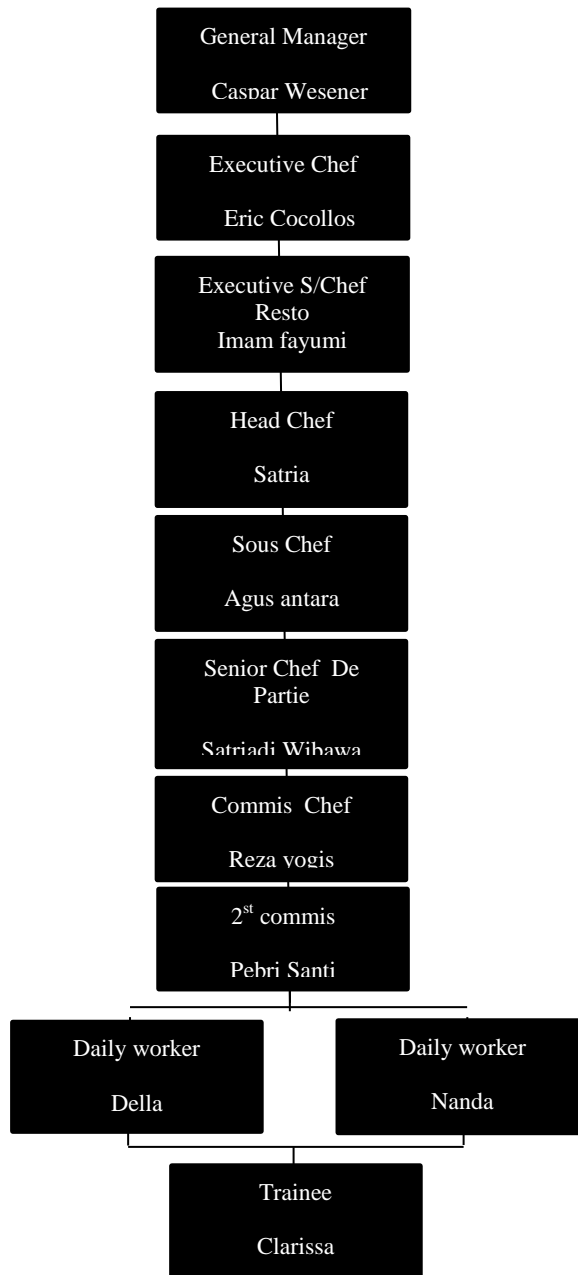 General Manager
Caspar Wesener
Executive Chef
Eric Cocollos
Executive S/Chef
Resto
Imam fayumi
Head Chef
Satria
Sous Chef
Agus antara
Senior Chef De
Partie
Satriadi Wibawa
Commis Chef
Reza yogis
2st commis
Pebri Santi
Daily worker
Della
Daily worker
Nanda
Trainee
Clarissa